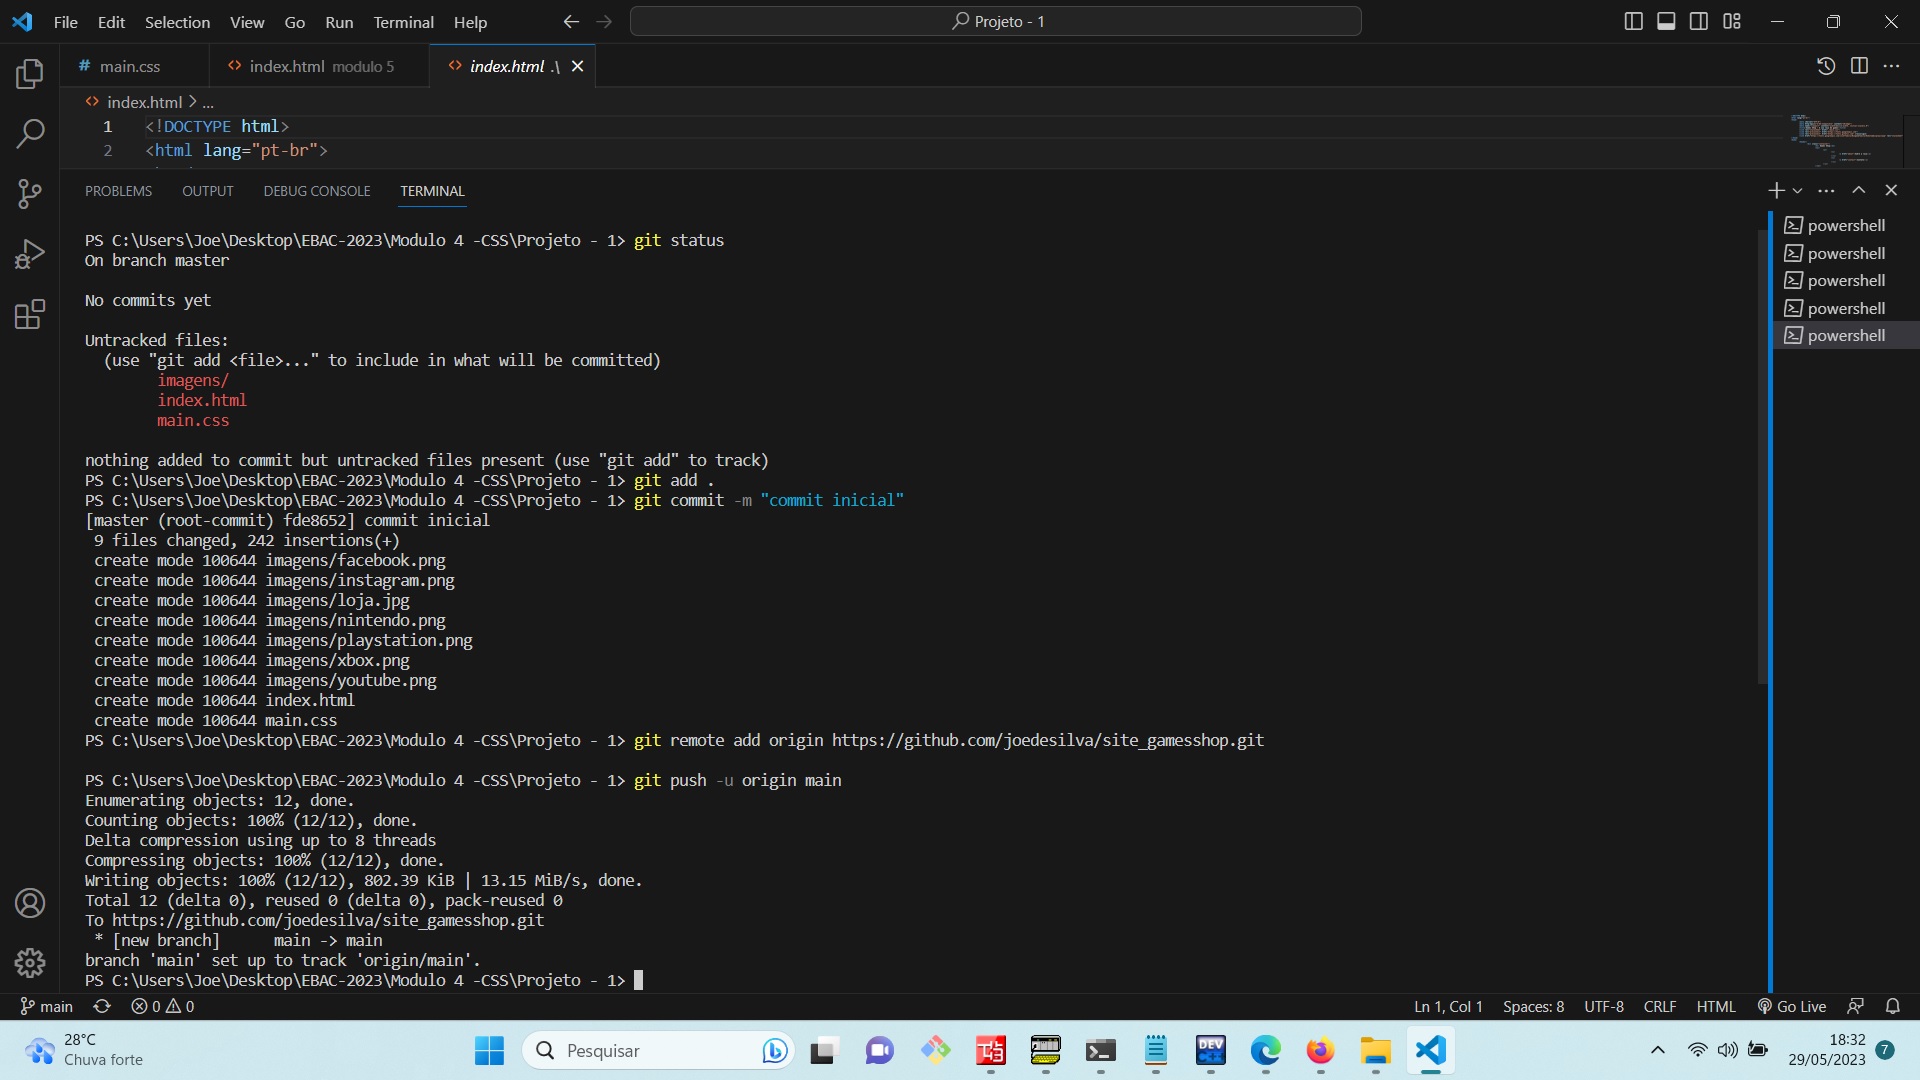 File Edit Selection View Go Run Terminal Help
Projeto - 1
# main.css
<> index.html modulo 5
<> index.html .\
<> index.html > ...
1 <!DOCTYPE html>
2 <html lang="pt-br">
PROBLEMS OUTPUT DEBUG CONSOLE TERMINAL
powershell
powershell
powershell
powershell
powershell
PS C:\Users\Joe\Desktop\EBAC-2023\Modulo 4 -CSS\Projeto - 1> git status
On branch master
No commits yet
Untracked files:
  (use "git add <file>..." to include in what will be committed)
        imagens/
        index.html
        main.css
nothing added to commit but untracked files present (use "git add" to track)
PS C:\Users\Joe\Desktop\EBAC-2023\Modulo 4 -CSS\Projeto - 1> git add .
PS C:\Users\Joe\Desktop\EBAC-2023\Modulo 4 -CSS\Projeto - 1> git commit -m "commit inicial"
[master (root-commit) fde8652] commit inicial
 9 files changed, 242 insertions(+)
 create mode 100644 imagens/facebook.png
 create mode 100644 imagens/instagram.png
 create mode 100644 imagens/loja.jpg
 create mode 100644 imagens/nintendo.png
 create mode 100644 imagens/playstation.png
 create mode 100644 imagens/xbox.png
 create mode 100644 imagens/youtube.png
 create mode 100644 index.html
 create mode 100644 main.css
PS C:\Users\Joe\Desktop\EBAC-2023\Modulo 4 -CSS\Projeto - 1> git remote add origin https://github.com/joedesilva/site_gamesshop.git
PS C:\Users\Joe\Desktop\EBAC-2023\Modulo 4 -CSS\Projeto - 1> git push -u origin main
Enumerating objects: 12, done.
Counting objects: 100% (12/12), done.
Delta compression using up to 8 threads
Compressing objects: 100% (12/12), done.
Writing objects: 100% (12/12), 802.39 KiB | 13.15 MiB/s, done.
Total 12 (delta 0), reused 0 (delta 0), pack-reused 0
To https://github.com/joedesilva/site_gamesshop.git
 * [new branch]      main -> main
branch 'main' set up to track 'origin/main'.
PS C:\Users\Joe\Desktop\EBAC-2023\Modulo 4 -CSS\Projeto - 1>
main 0 0 Ln 1, Col 1 Spaces: 8 UTF-8 CRLF HTML Go Live
28°C
Chuva forte
Pesquisar
DEV
18:32
29/05/2023
7